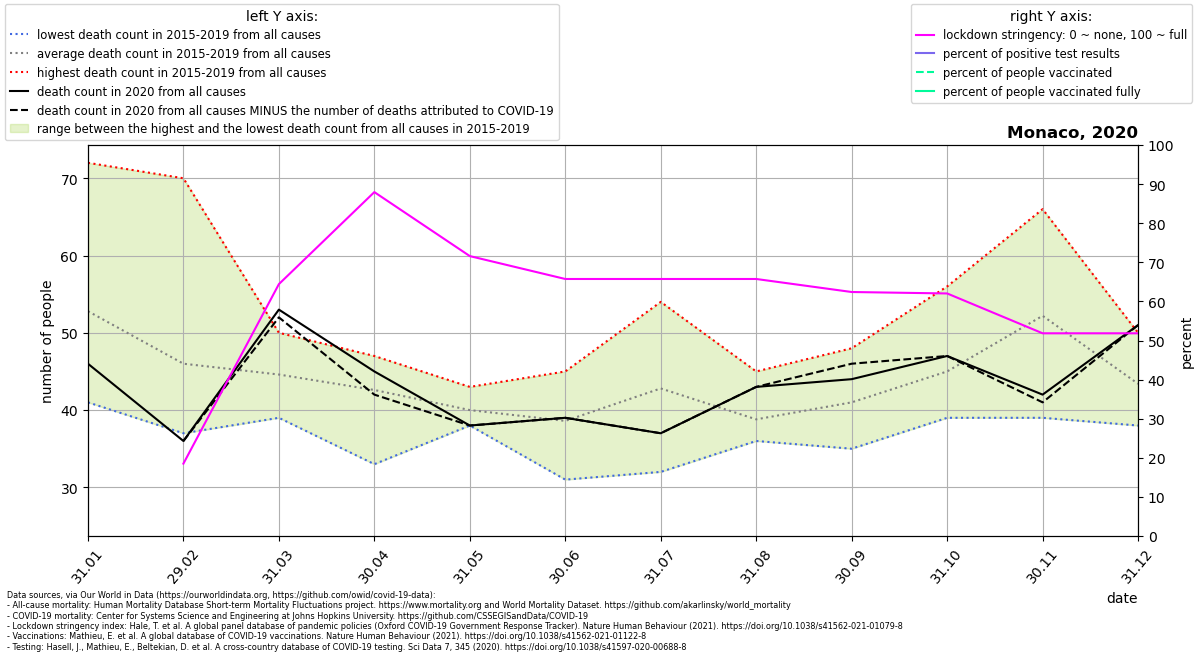 left Y axis:
lowest death count in 2015-2019 from all causes
average death count in 2015-2019 from all causes
highest death count in 2015-2019 from all causes
death count in 2020 from all causes
death count in 2020 from all causes MINUS the number of deaths attributed to COVID-19
range between the highest and the lowest death count from all causes in 2015-2019
right Y axis:
lockdown stringency: 0 ~ none, 100 ~ full
percent of positive test results
percent of people vaccinated
percent of people vaccinated fully
Monaco, 2020
number of people
70
60
50
40
30
100
90
80
70
60
50
40
30
20
10
0
percent
31.01
29.02
31.03
30.04
31.05
30.06
31.07
31.08
30.09
31.10
30.11
31.12
date
Data sources, via Our World in Data (https://ourworldindata.org, https://github.com/owid/covid-19-data):
- All-cause mortality: Human Mortality Database Short-term Mortality Fluctuations project. https://www.mortality.org and World Mortality Dataset. https://github.com/akarlinsky/world_mortality
- COVID-19 mortality: Center for Systems Science and Engineering at Johns Hopkins University. https://github.com/CSSEGISandData/COVID-19
- Lockdown stringency index: Hale, T. et al. A global panel database of pandemic policies (Oxford COVID-19 Government Response Tracker). Nature Human Behaviour (2021). https://doi.org/10.1038/s41562-021-01079-8
- Vaccinations: Mathieu, E. et al. A global database of COVID-19 vaccinations. Nature Human Behaviour (2021). https://doi.org/10.1038/s41562-021-01122-8
- Testing: Hasell, J., Mathieu, E., Beltekian, D. et al. A cross-country database of COVID-19 testing. Sci Data 7, 345 (2020). https://doi.org/10.1038/s41597-020-00688-8